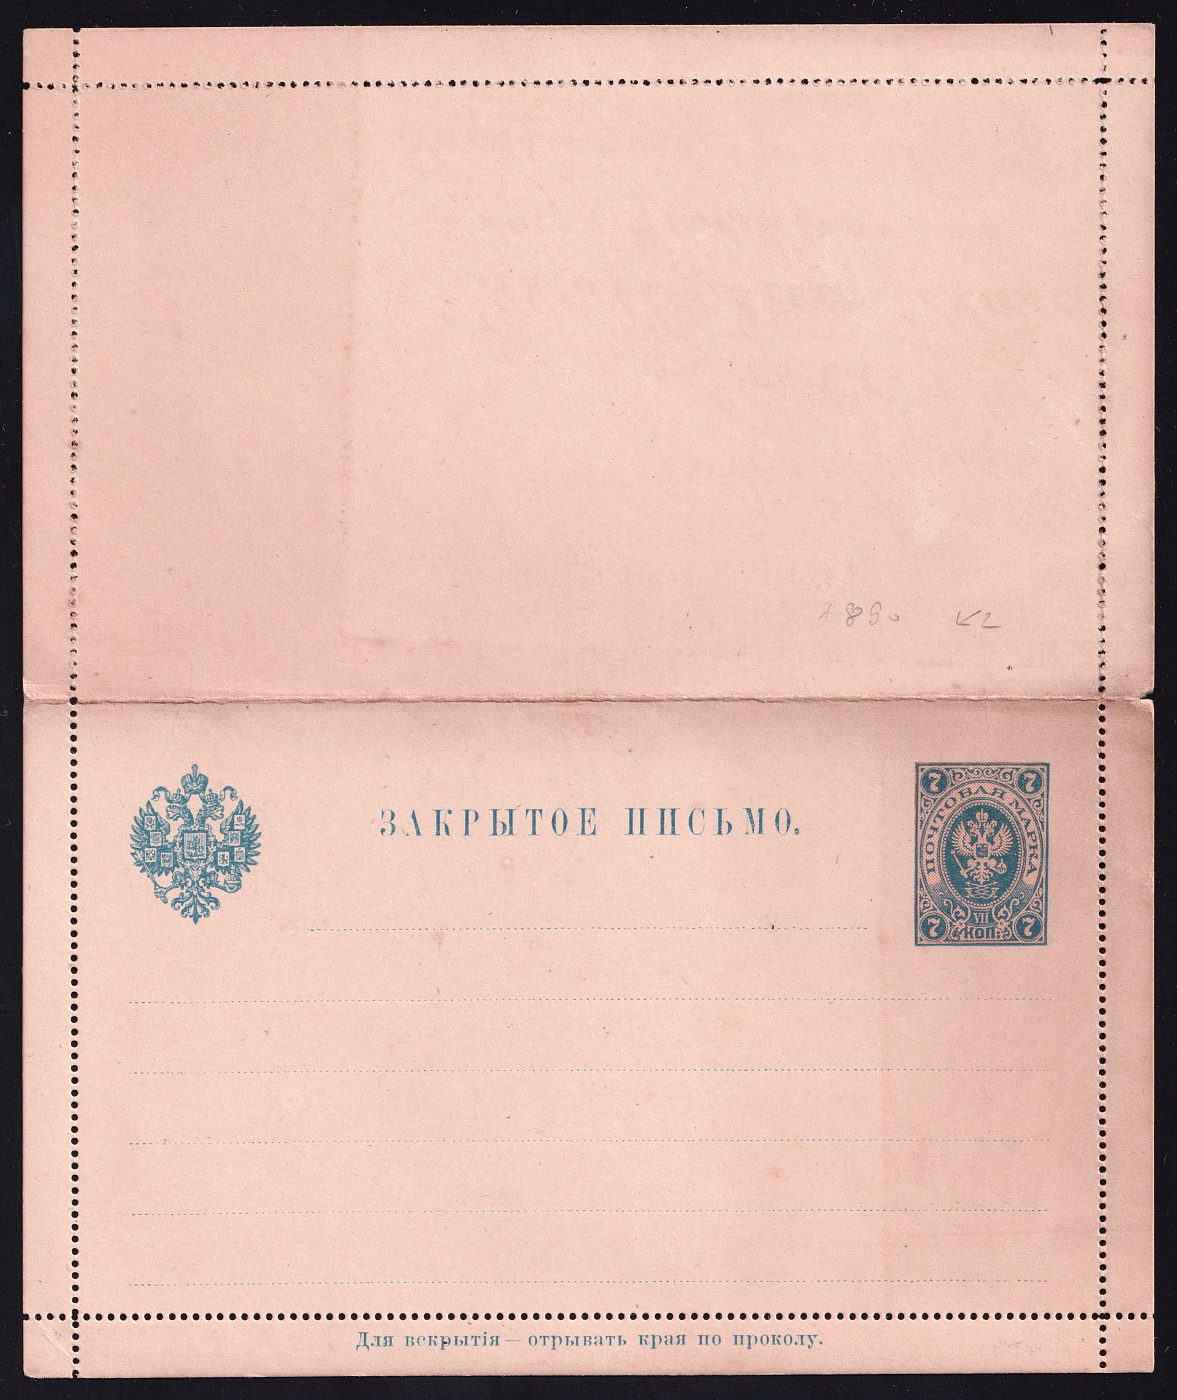 1890 K2
ЗАКРЫТОЕ ПИСЬМО.
7 7
ПОЧТОВАЯ МАРКА
VII
7 КОП: 7
Для вскрытія — отрывать края по проколу.